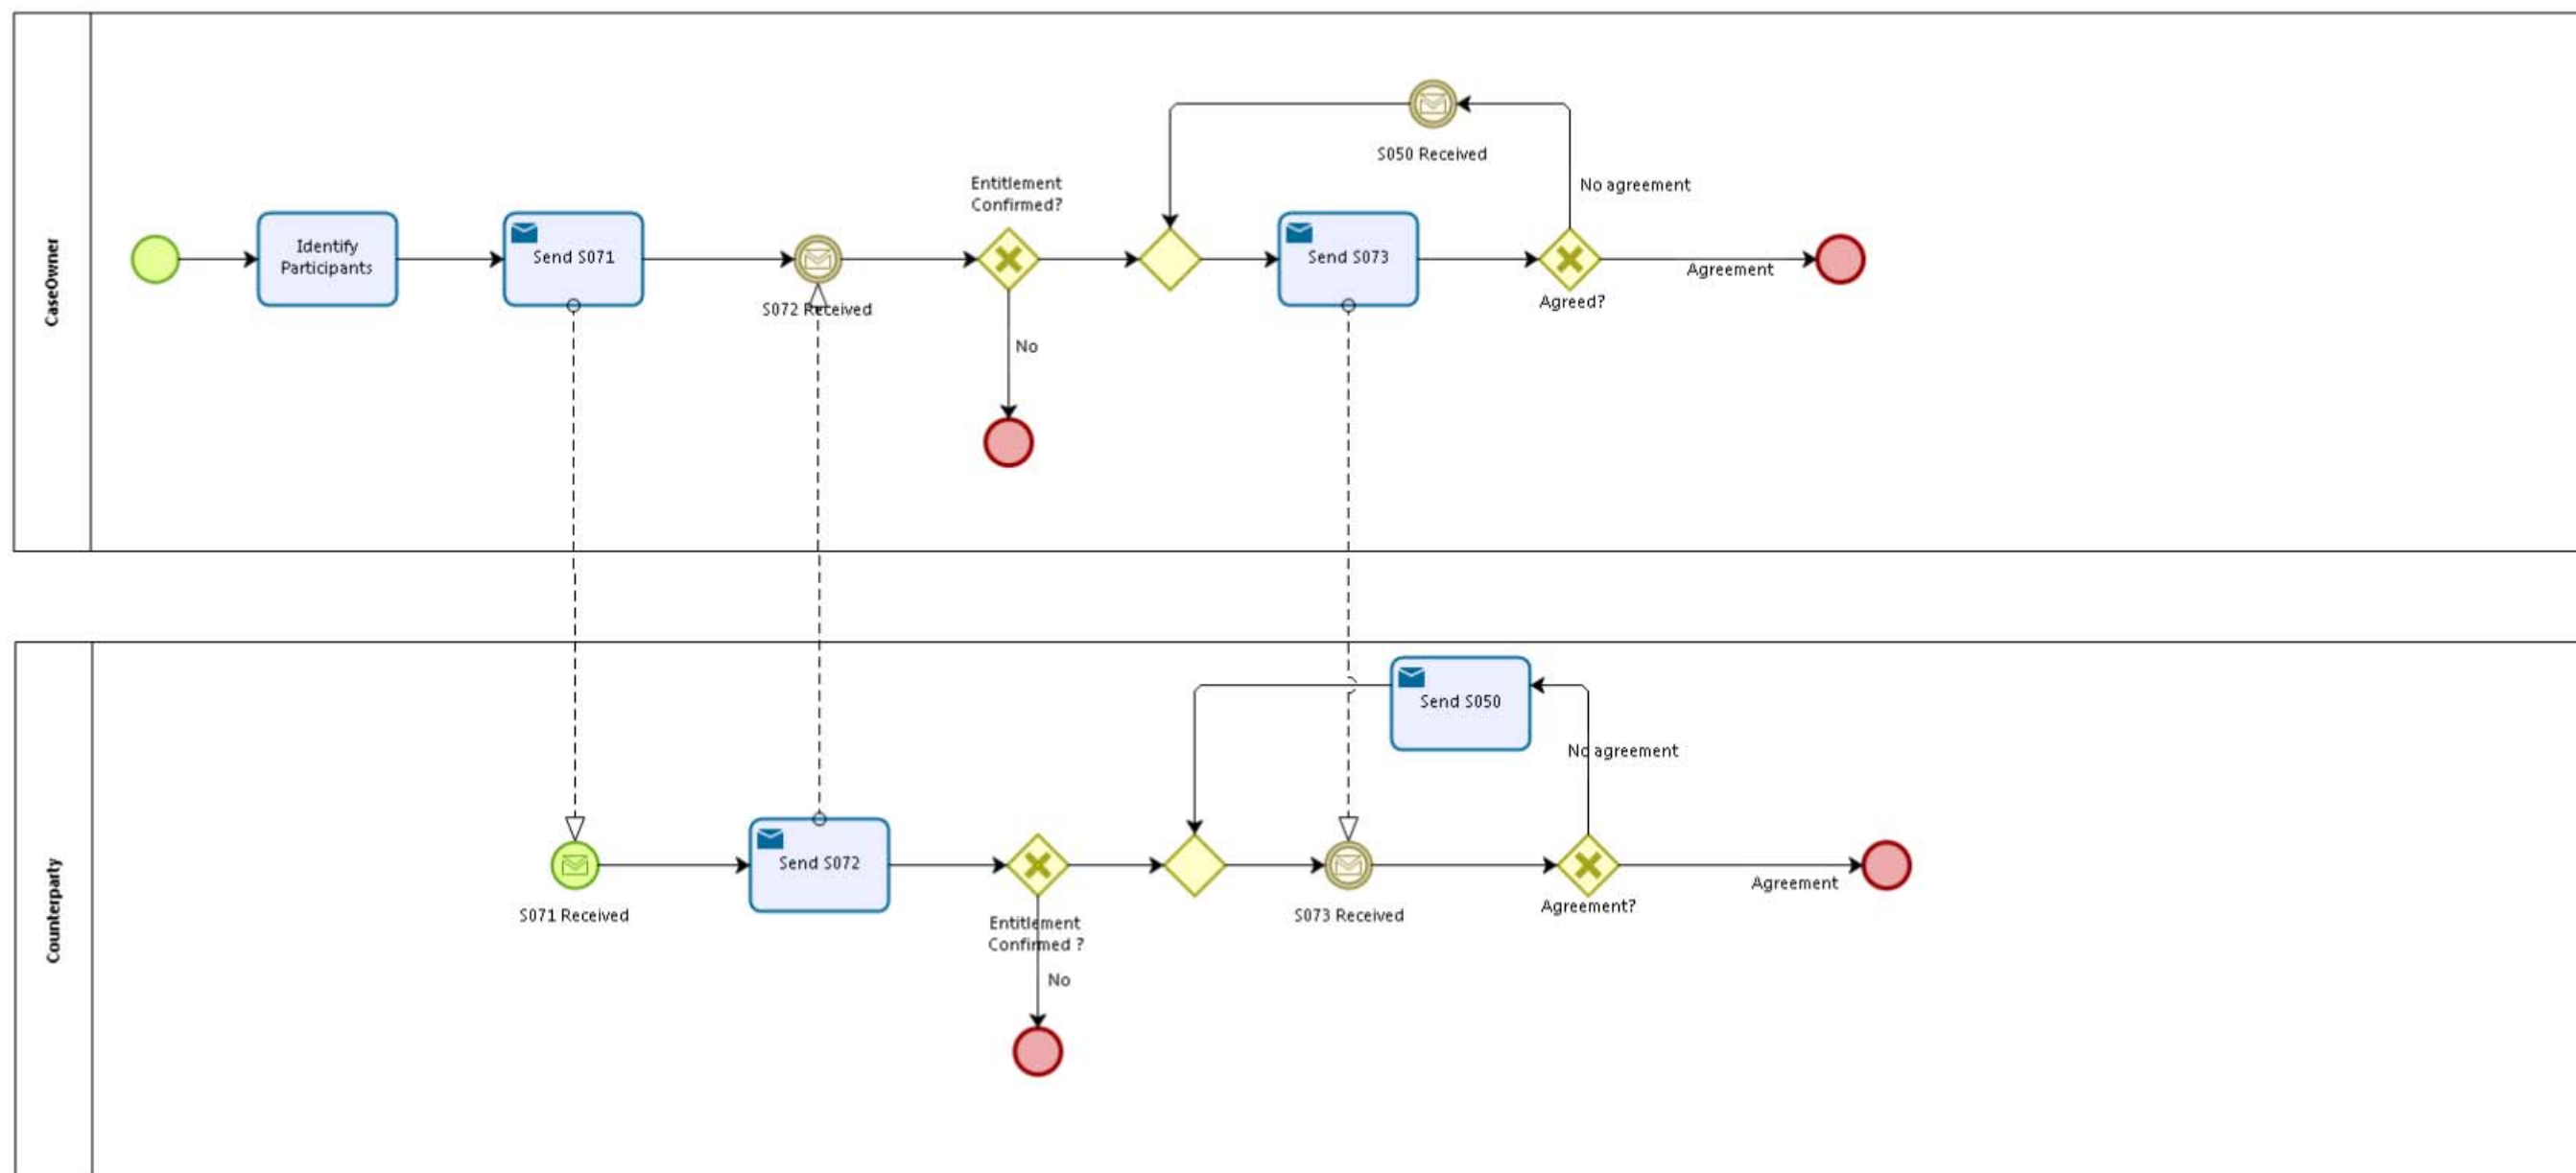 CaseOwner
S050 Received
Entitlement
Confirmed?
No agreement
Identify
Participants
Send S071
Send S073
Agreement
Agreed?
S072 Received
No
Counterparty
Send S050
No agreement
Send S072
Agreement
Agreement?
S071 Received
S073 Received
Entitlement
Confirmed ?
No